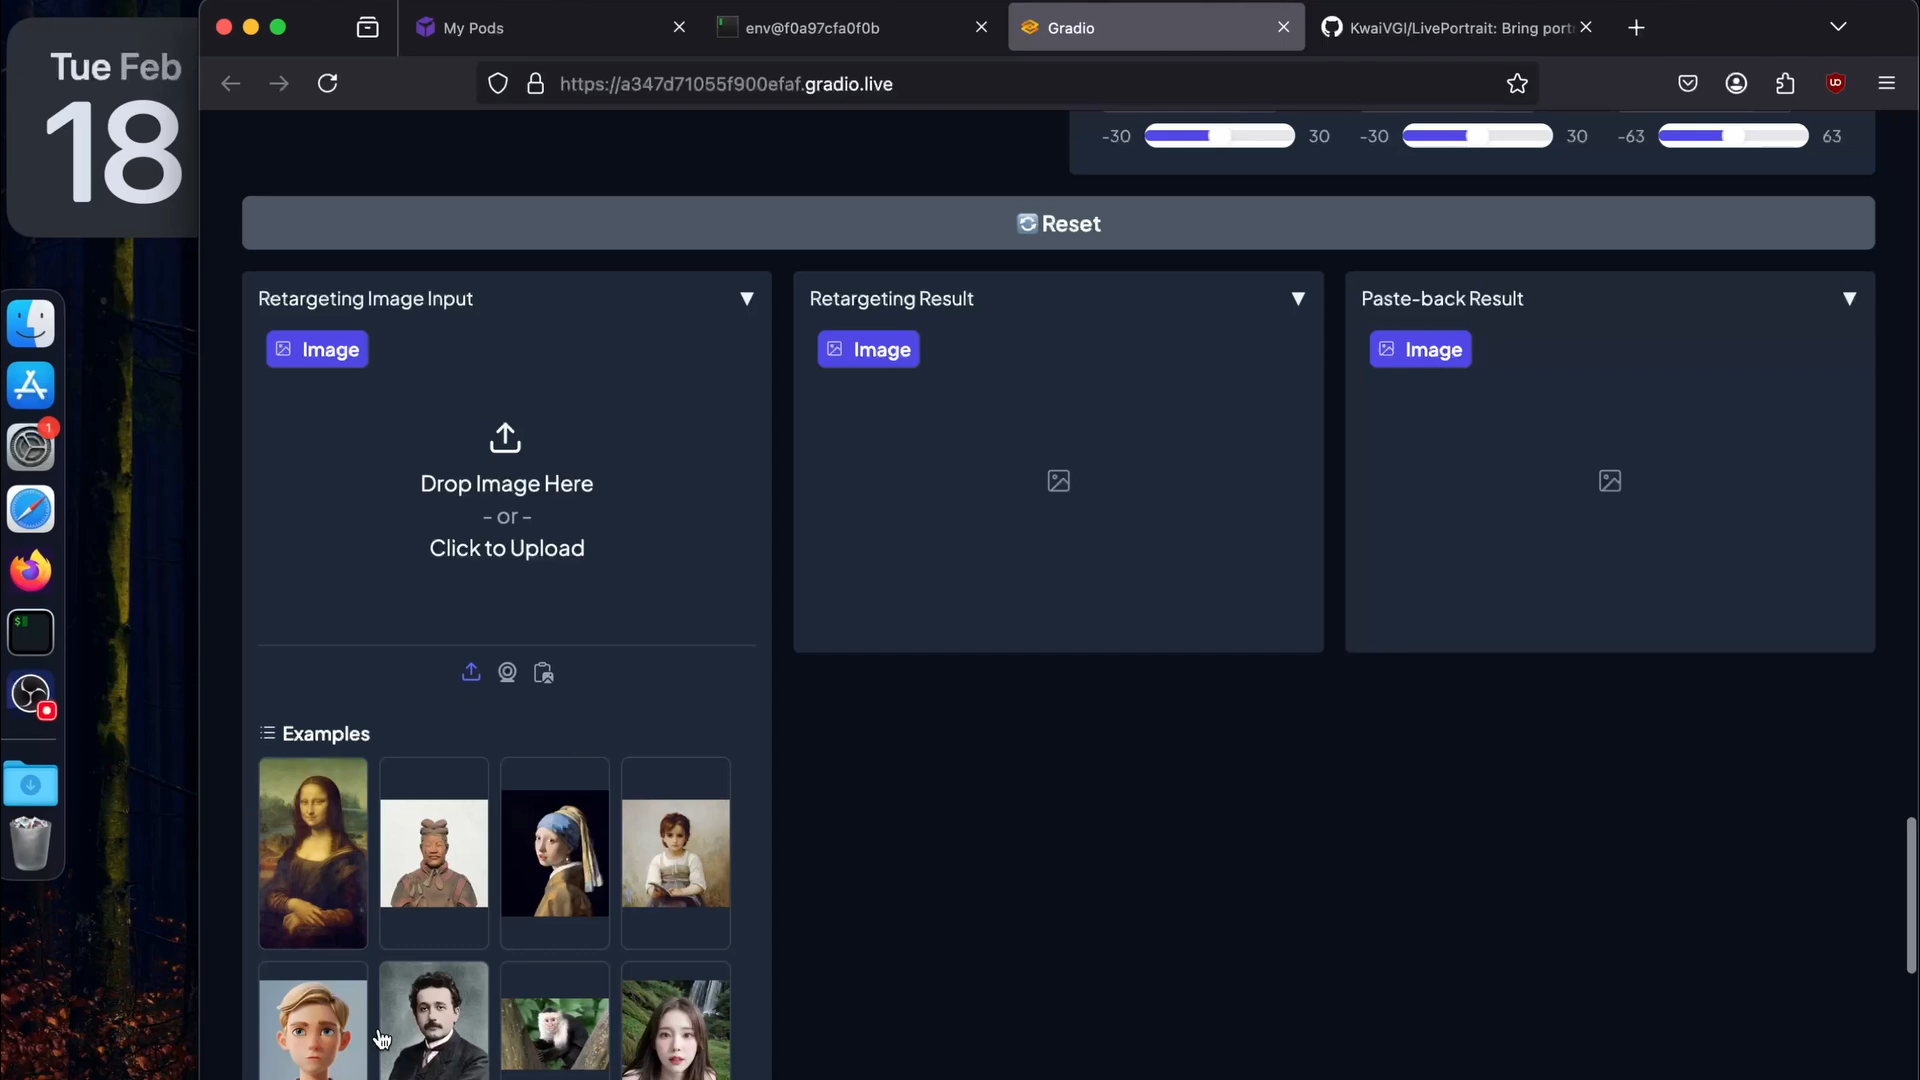 Tue Feb
18
My Pods
env@f0a97cfa0f0b
Gradio
KwaiVGI/LivePortrait: Bring port
https://a347d71055f900efaf.gradio.live
-30
30
-30
30
-63
63
Reset
Retargeting Image Input
Retargeting Result
Paste-back Result
Image
Image
Image
Drop Image Here
- or -
Click to Upload
Examples
1
$